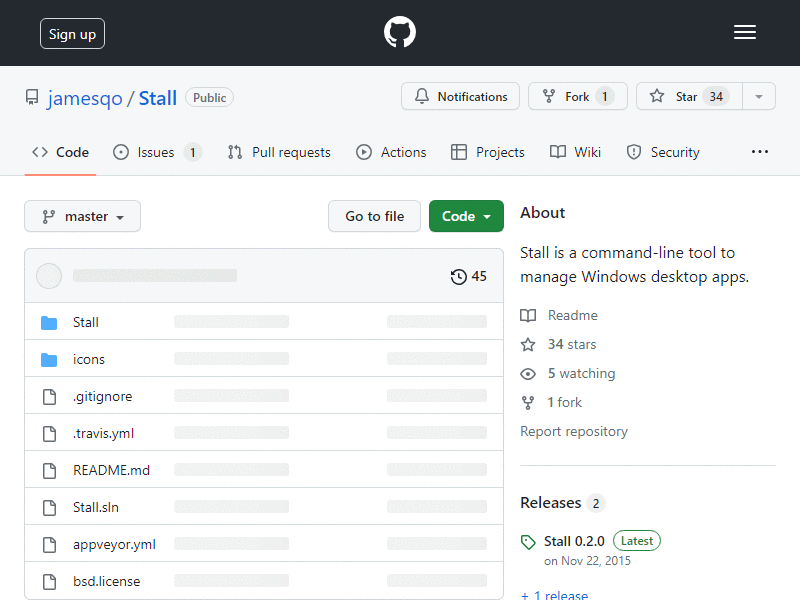 Sign up
jamesqo / Stall Public
Notifications Fork 1 Star 34
Code Issues 1 Pull requests Actions Projects Wiki Security
master Go to file Code
45
Stall
icons
.gitignore
.travis.yml
README.md
Stall.sln
appveyor.yml
bsd.license
About
Stall is a command-line tool to
manage Windows desktop apps.
Readme
34 stars
5 watching
1 fork
Report repository
Releases 2
Stall 0.2.0 Latest
on Nov 22, 2015
+ 1 release